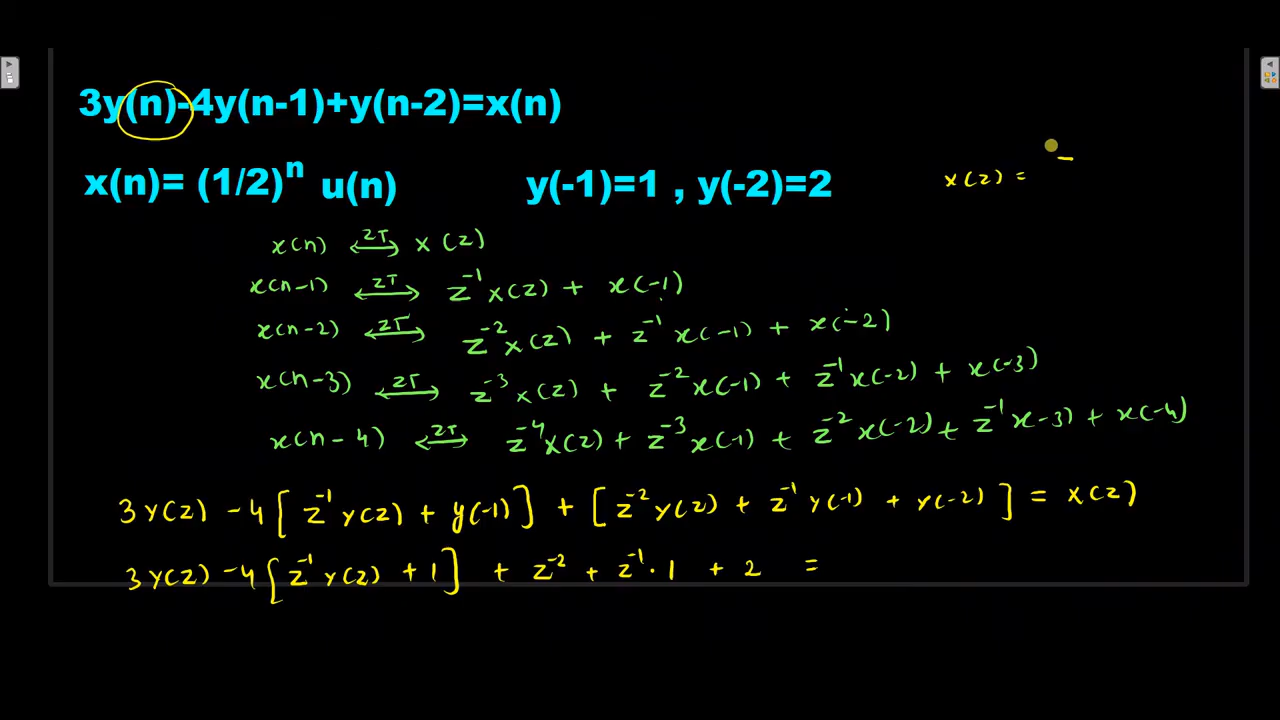 3y(n)-4y(n-1)+y(n-2)=x(n)
x(n)= (1/2)ⁿ u(n) y(-1)=1 , y(-2)=2
x(z) =
x(n) ⟷ ZT X(z)
x(n-1) ⟷ ZT z⁻¹ x(z) + x(-1)
x(n-2) ⟷ ZT z⁻² x(z) + z⁻¹ x(-1) + x(-2)
x(n-3) ⟷ ZT z⁻³ x(z) + z⁻² x(-1) + z⁻¹ x(-2) + x(-3)
x(n-4) ⟷ ZT z⁻⁴ x(z) + z⁻³ x(-1) + z⁻² x(-2) + z⁻¹ x-3) + x(-4)
3Y(z) - 4[z⁻¹ Y(z) + y(-1)] + [z⁻² Y(z) + z⁻¹ Y(-1) + Y(-2)] = X(z)
3Y(z) - 4[z⁻¹ Y(z) + 1] + z⁻² + z⁻¹ · 1 + 2 =